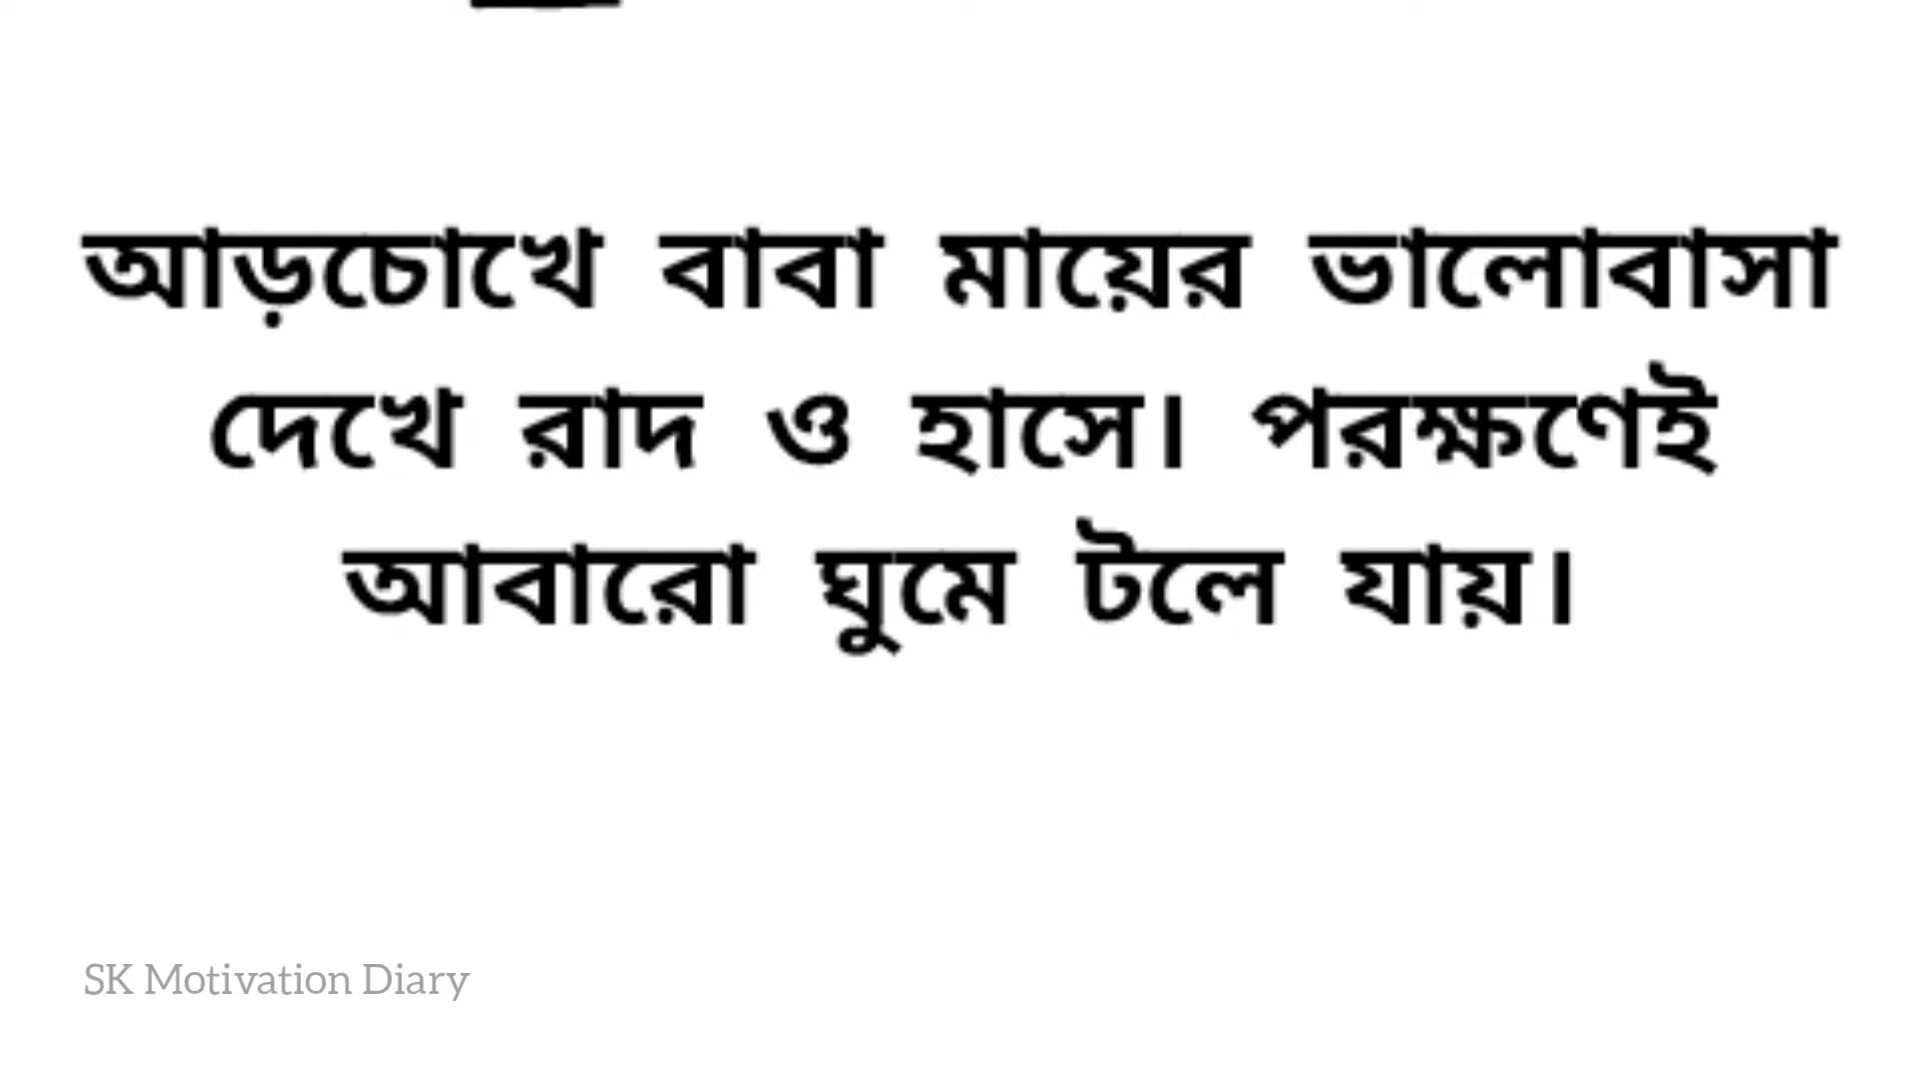 আড়চোখে বাবা মায়ের ভালোবাসা
দেখে রাদ ও হাসে। পরক্ষণেই
আবারো ঘুমে টলে যায়।
SK Motivation Diary